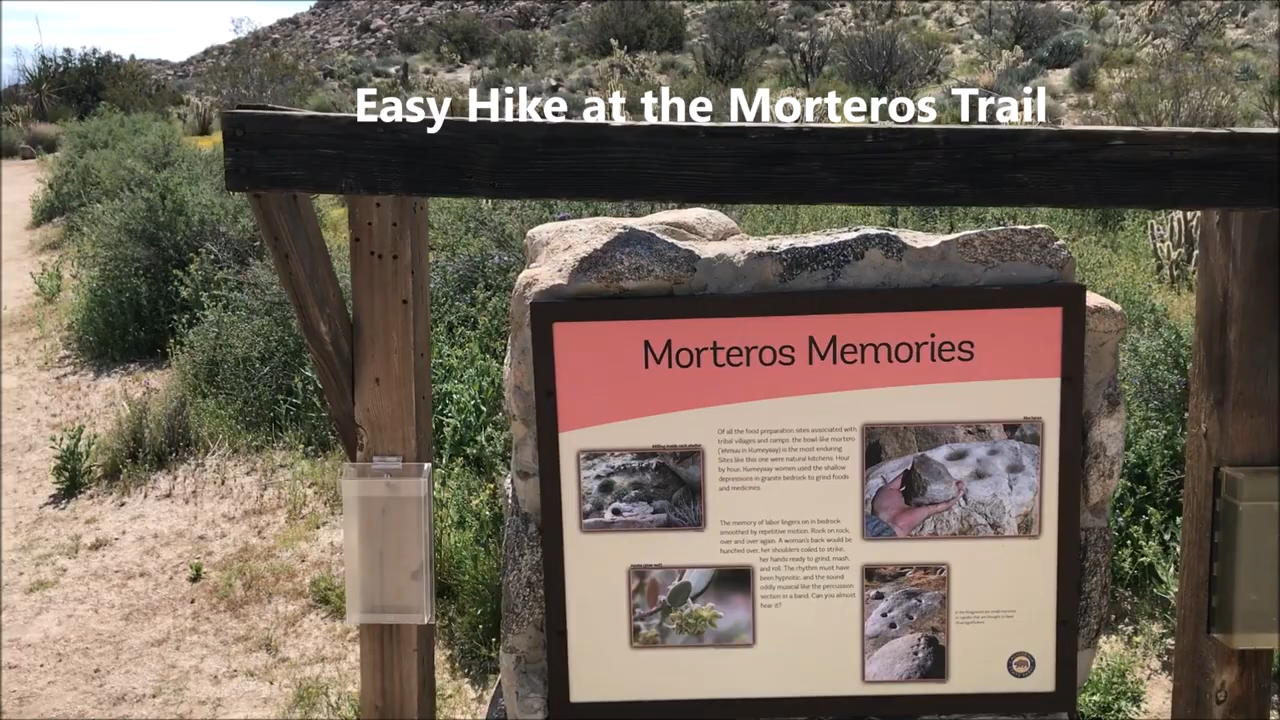 Easy Hike at the Morteros Trail
Morteros Memories
Of all the food preparation sites associated with
tribal villages and camps, the bowl-like mortero
('ehmuu in Kumeyaay) is the most enduring.
Sites like this one were natural kitchens. Hour
by hour, Kumeyaay women used the shallow
depressions in granite bedrock to grind foods
and medicines.
The memory of labor lingers on in bedrock
smoothed by repetitive motion. Rock on rock,
over and over again. A woman's back would be
hunched over, her shoulders coiled to strike,
her hands ready to grind, mash,
and roll. The rhythm must have
been hypnotic, and the sound
oddly musical like the percussion
section in a band. Can you almost
hear it?
Morteros